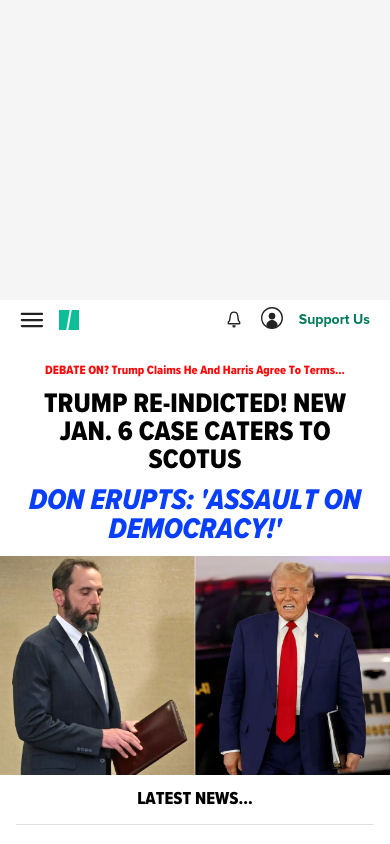 Support Us
DEBATE ON? Trump Claims He And Harris Agree To Terms...
TRUMP RE-INDICTED! NEW
JAN. 6 CASE CATERS TO
SCOTUS
DON ERUPTS: 'ASSAULT ON
DEMOCRACY!'
LATEST NEWS...